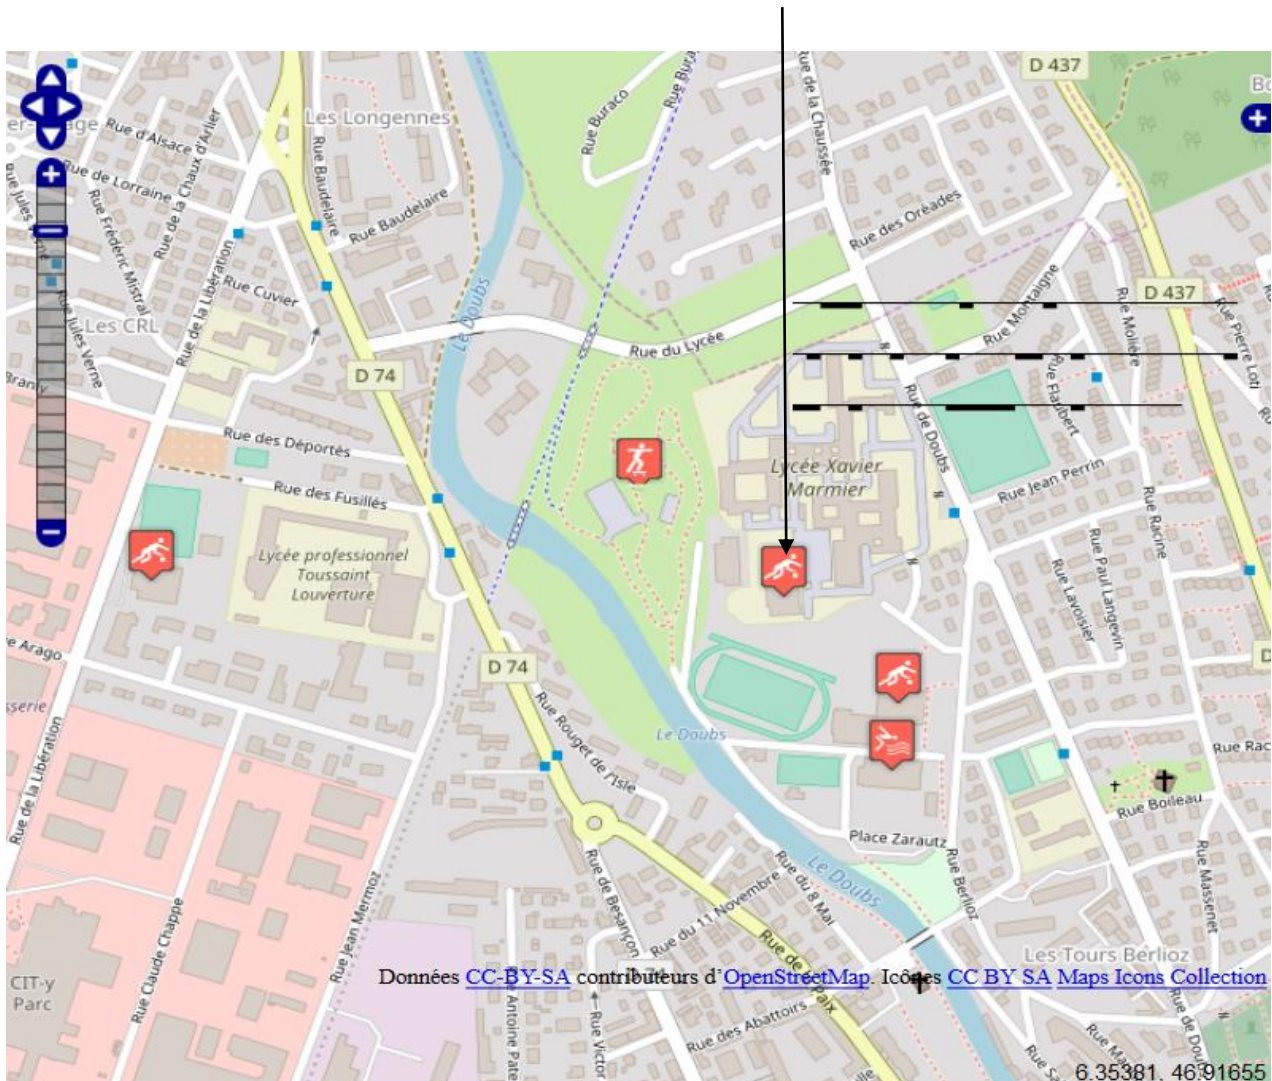 D 437
Les Longennes
Rue d'Alsace
Rue de la Chaux d'Arlier
Rue de Lorraine
Rue Baudelaire
Rue Baudelaire
Rue Buraco
Rue de la Chaussée
Rue des Oréades
Rue Frédéric Mistral
Rue de la Libération
Rue Cuvier
Le Doubs
Les CRL
Rue Jules Verne
D 437
Rue Montaigne
Rue Molière
Rue Pierre Loti
Rue du Lycée
D 74
Rue Flaubert
Rue de Doubs
Rue des Déportés
Rue des Fusillés
Lycée Xavier
Marmier
Rue Jean Perrin
Rue Racine
Lycée professionnel
Toussaint
Louverture
Rue Paul Langevin
Rue Lavoisier
D 74
Rue Rouget de l'Isle
Le Doubs
Rue de la Libération
Rue Boileau
Place Zarautz
Rue Berlioz
Rue Massenet
Le Doubs
Rue du 8 Mai
Rue du 11 Novembre
Rue de Besançon
Rue Claude Chappe
Rue Jean Mermoz
Les Tours Berlioz
CIT-y
Parc
Données CC-BY-SA contributeurs d'OpenStreetMap. Icônes CC BY SA Maps Icons Collection
Rue des Abattoirs
Rue Victor
6.35381, 46.91655